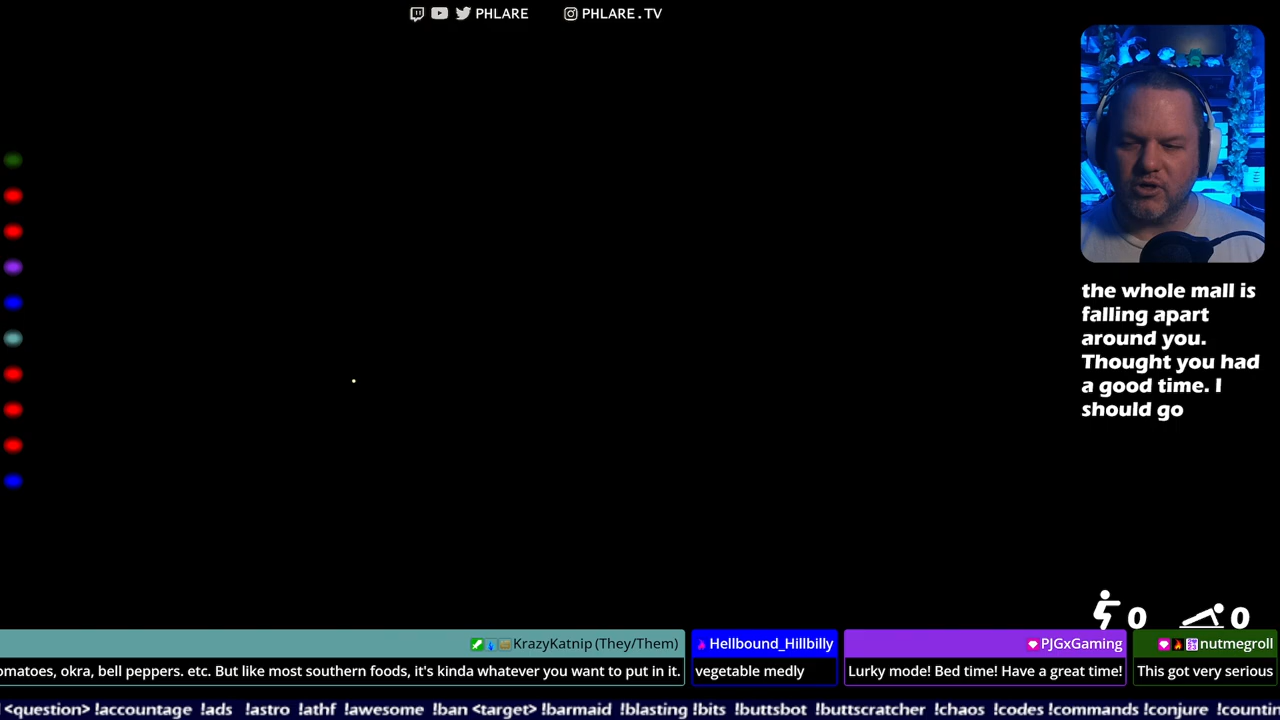 PHLARE PHLARE.TV
the whole mall is
falling apart
around you.
Thought you had
a good time. I
should go
0 0
KrazyKatnip (They/Them) Hellbound_Hillbilly PJGxGaming nutmegroll
omatoes, okra, bell peppers. etc. But like most southern foods, it's kinda whatever you want to put in it. vegetable medly Lurky mode! Bed time! Have a great time! This got very serious
<question> !accountage !ads !astro !athf !awesome !ban <target> !barmaid !blasting !bits !buttsbot !buttscratcher !chaos !codes !commands !conjure !countin